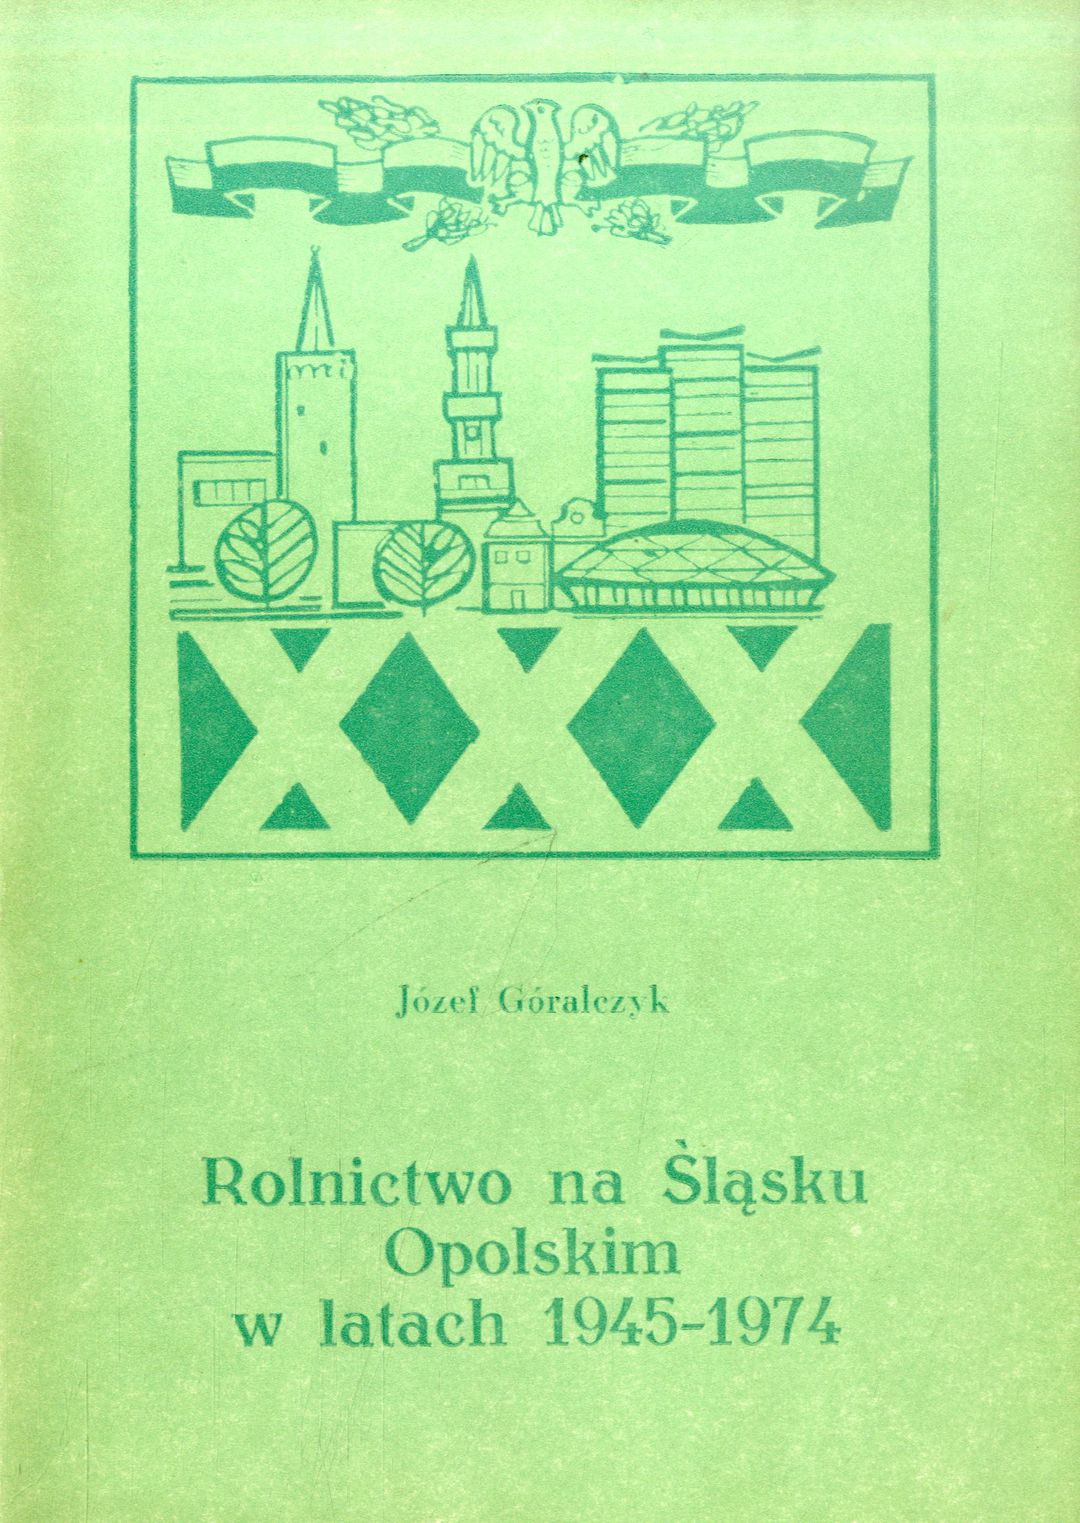 XXX
Józef Góralczyk
Rolnictwo na Śląsku
Opolskim
w latach 1945-1974